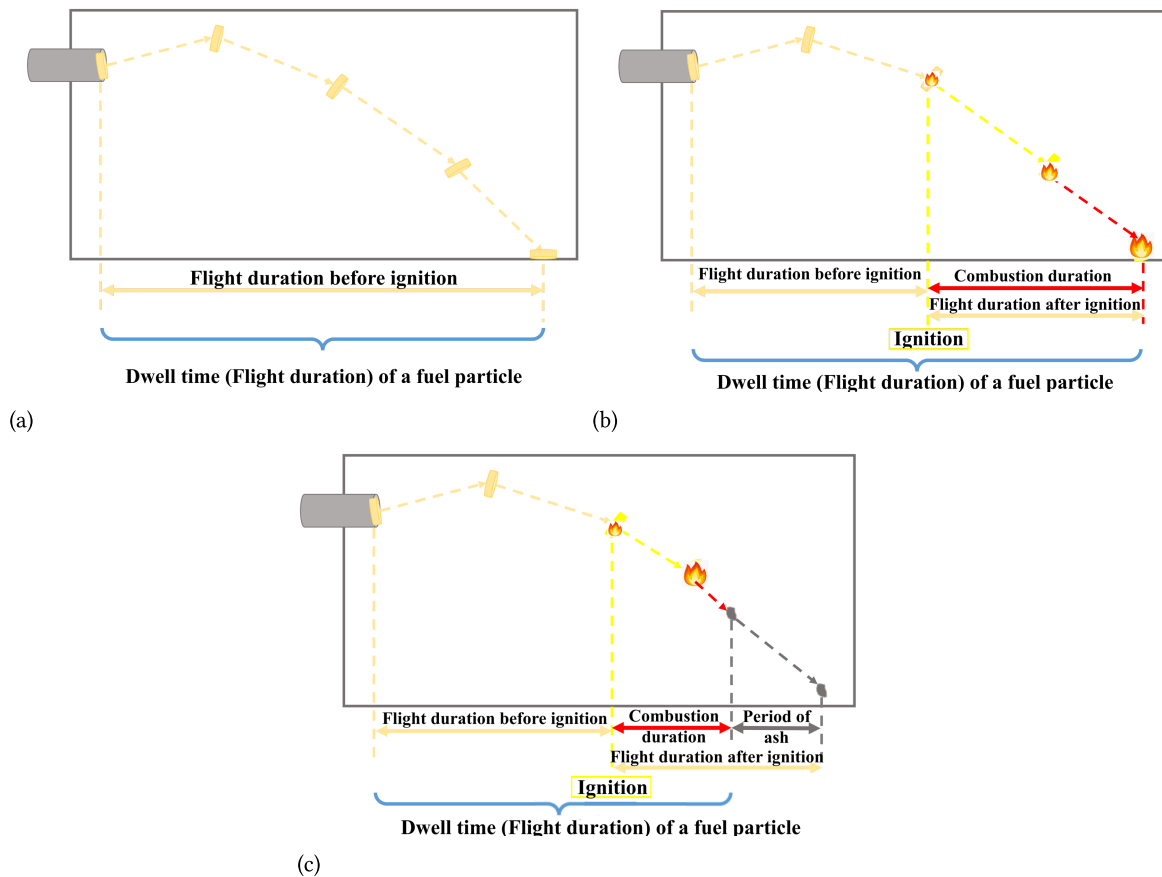 Flight duration before ignition
Dwell time (Flight duration) of a fuel particle
(a)
Flight duration before ignition
Combustion duration
Flight duration after ignition
Ignition
Dwell time (Flight duration) of a fuel particle
(b)
Flight duration before ignition
Combustion
duration
Period of
ash
Flight duration after ignition
Ignition
Dwell time (Flight duration) of a fuel particle
(c)